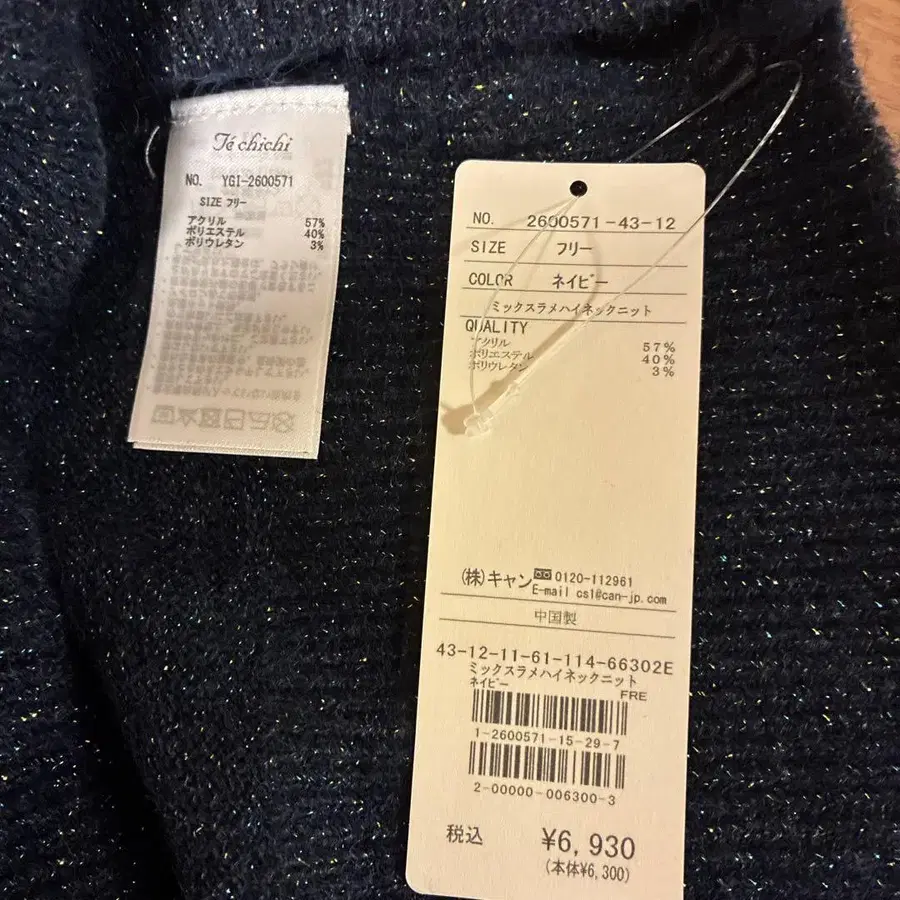 Té chichi
NO. YGI-2600571
SIZE フリー
アクリル 57%
ポリエステル 40%
ポリウレタン 3%
NO. 2600571-43-12
SIZE フリー
COLOR ネイビー
ミックスラメハイネックニット
QUALITY
アクリル 57%
ポリエステル 40%
ポリウレタン 3%
(株)キャン 0120-112961
E-mail cs1@can-jp.com
中国製
43-12-11-61-114-66302E
ミックスラメハイネックニット
ネイビー FRE
1-2600571-15-29-7
2-00000-006300-3
税込 ¥6,930
(本体¥6,300)